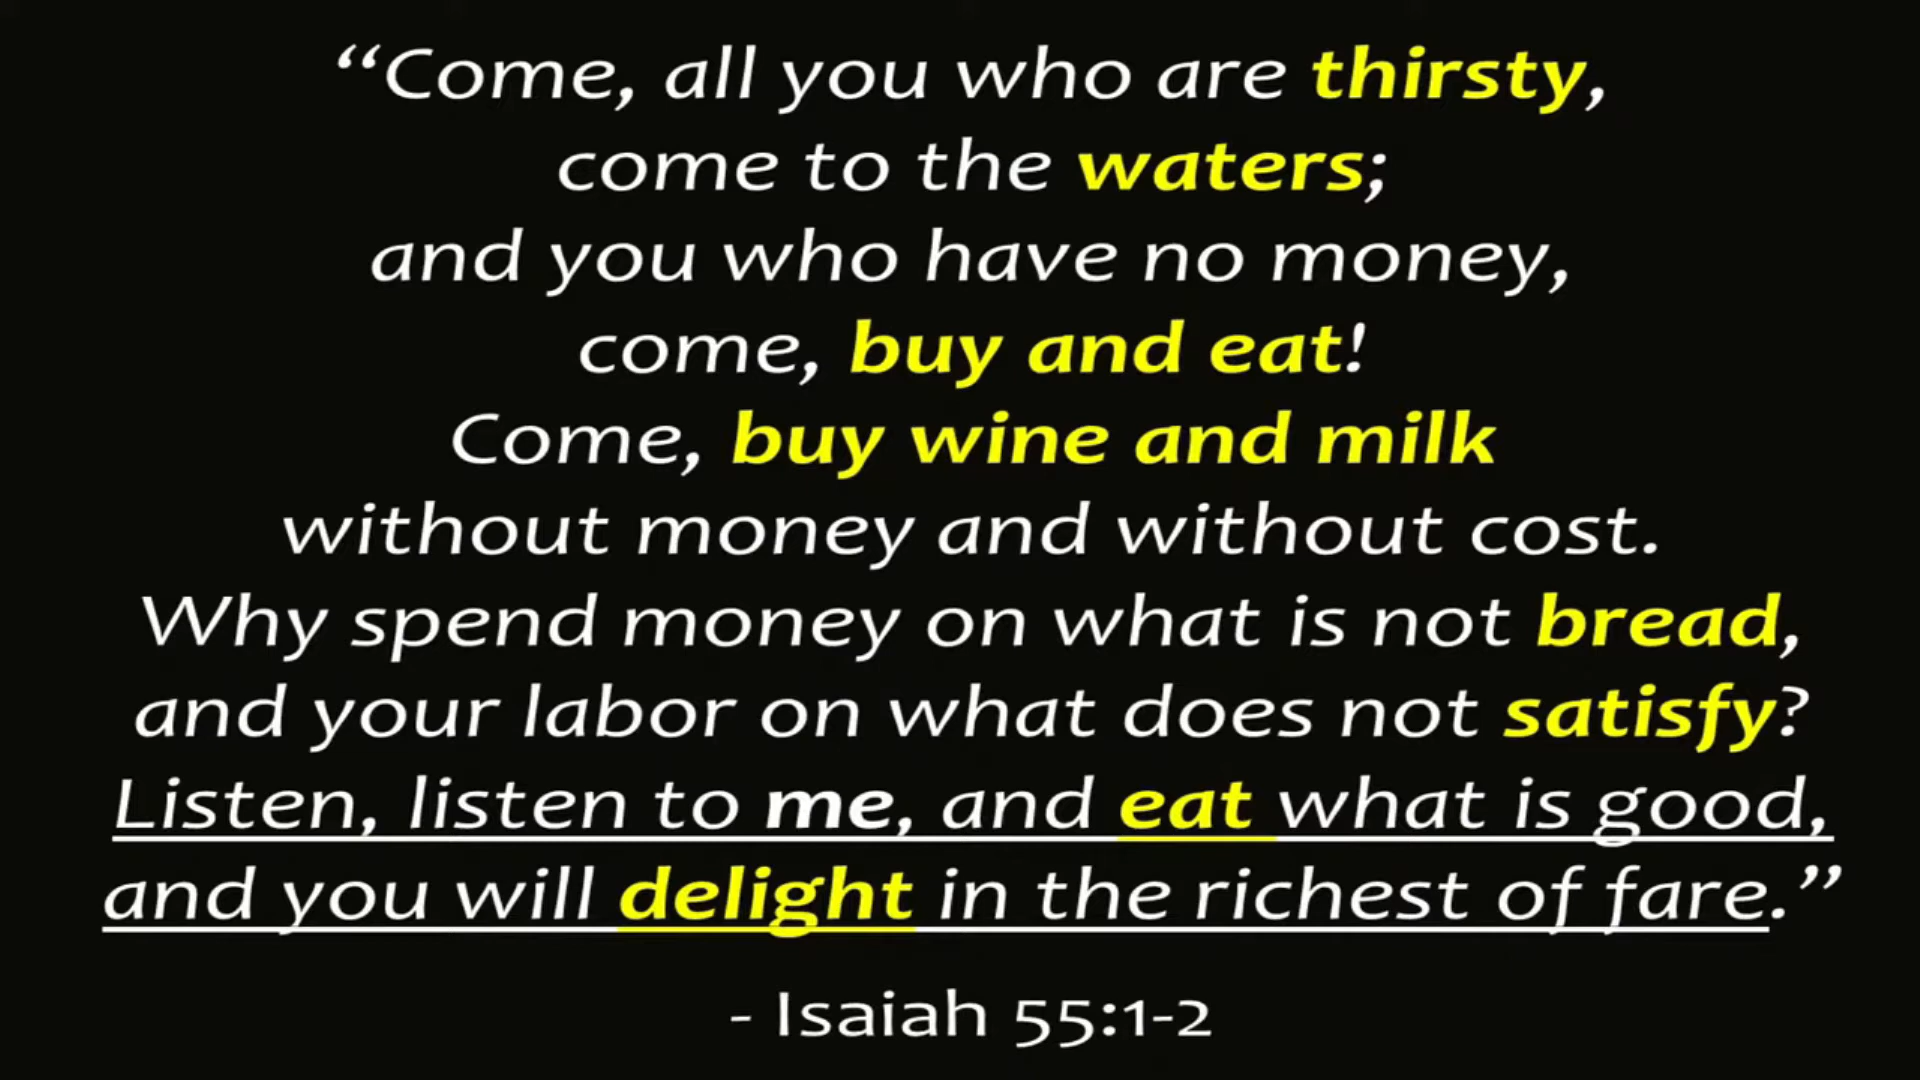 “Come, all you who are thirsty,
come to the waters;
and you who have no money,
come, buy and eat!
Come, buy wine and milk
without money and without cost.
Why spend money on what is not bread,
and your labor on what does not satisfy?
Listen, listen to me, and eat what is good,
and you will delight in the richest of fare.”
- Isaiah 55:1-2